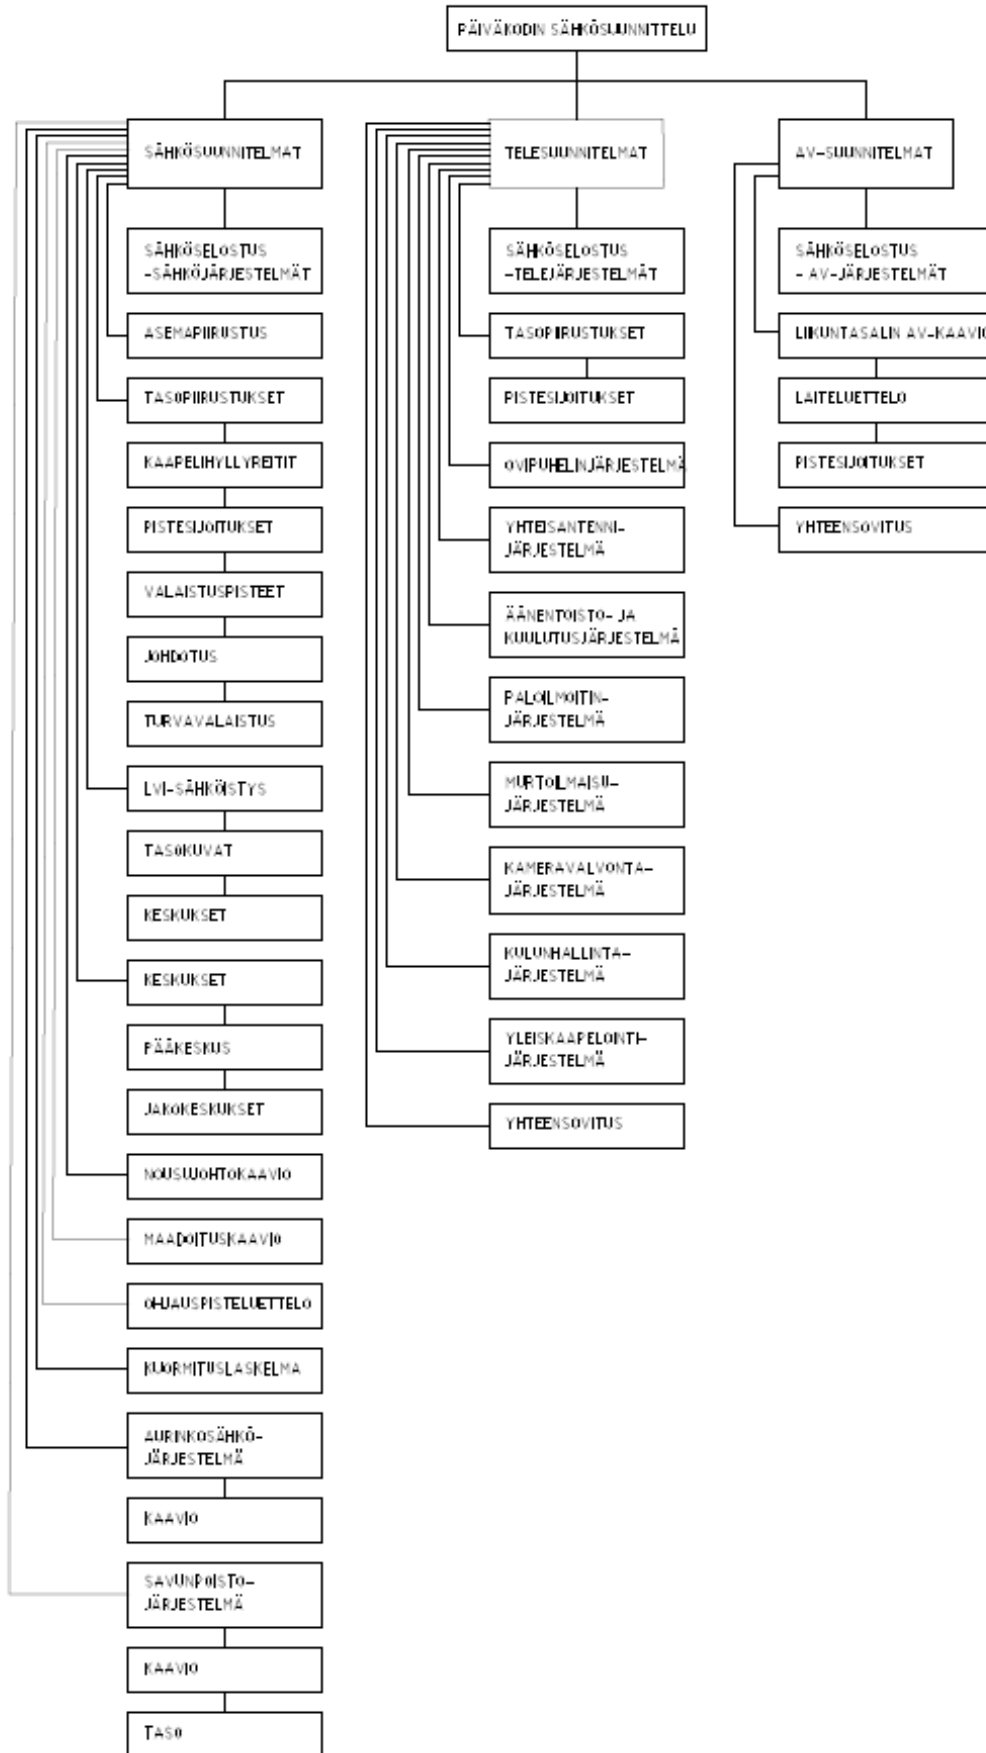 PÄIVÄKODIN SÄHKÖSUUNNITTELU
SÄHKÖSUUNNITELMAT
SÄHKÖSELOSTUS
-SÄHKÖJÄRJESTELMÄT
ASEMAPIIRUSTUS
TASOPIIRUSTUKSET
KAAPELIHYLLYREITIT
PISTESIJOITUKSET
VALAISTUSPISTEET
JOHDOTUS
TURVAVALAISTUS
LVI-SÄHKÖISTYS
TASOKUVAT
KESKUKSET
KESKUKSET
PÄÄKESKUS
JAKOKESKUKSET
NOUSUJOHTOKAAVIO
MAADOITUSKAAVIO
OHJAUSPISTELUETTELO
KUORMITUSLASKELMA
AURINKOSÄHKÖ-
JÄRJESTELMÄ
KAAVIO
SAVUNPOISTO-
JÄRJESTELMÄ
KAAVIO
TASO
TELESUUNNITELMAT
SÄHKÖSELOSTUS
-TELEJÄRJESTELMÄT
TASOPIIRUSTUKSET
PISTESIJOITUKSET
OVIPUHELINJÄRJESTELMÄ
YHTEISANTENNI-
JÄRJESTELMÄ
ÄÄNENTOISTO- JA
KUULUTUSJÄRJESTELMÄ
PALOILMOITIN-
JÄRJESTELMÄ
MURTOILMAISU-
JÄRJESTELMÄ
KAMERAVALVONTA-
JÄRJESTELMÄ
KULUNHALLINTA-
JÄRJESTELMÄ
YLEISKAAPELOINTI-
JÄRJESTELMÄ
YHTEENSOVITUS
AV-SUUNNITELMAT
SÄHKÖSELOSTUS
- AV-JÄRJESTELMÄT
LIIKUNTASALIN AV-KAAVIO
LAITELUETTELO
PISTESIJOITUKSET
YHTEENSOVITUS